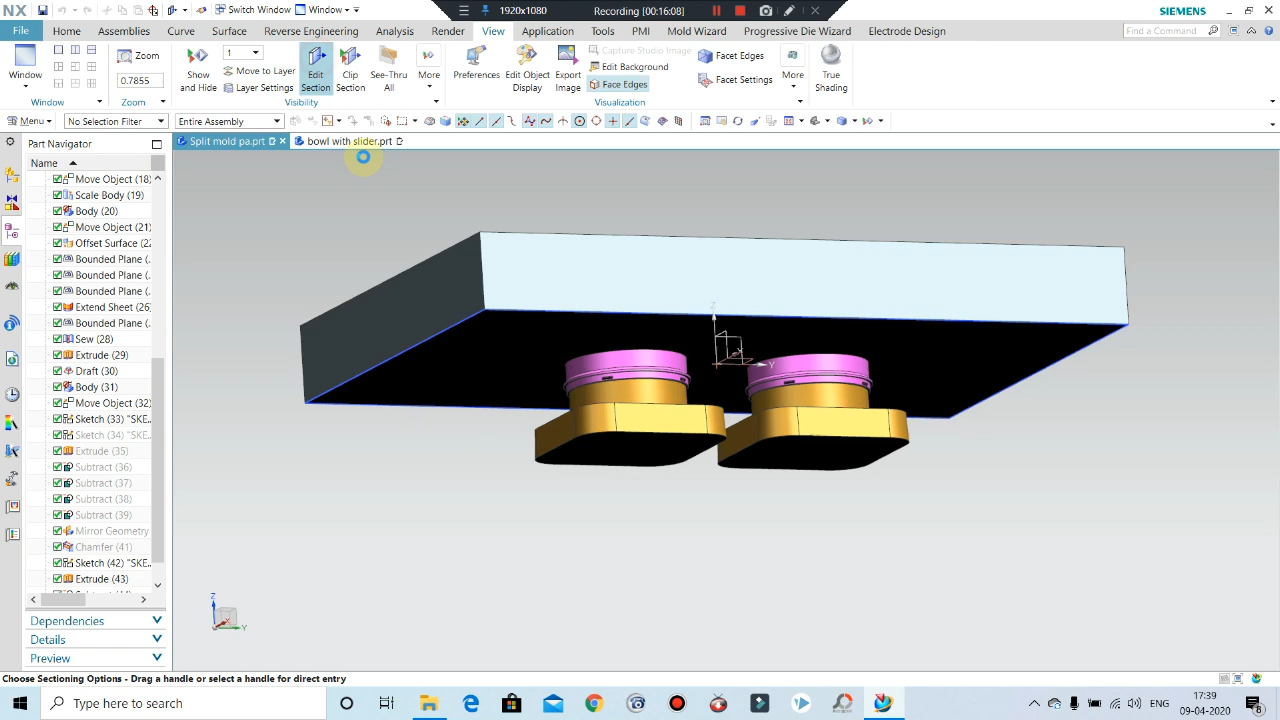 NX
Switch Window
Window
1920x1080
Recording [00:16:08]
SIEMENS
File
Home
Curve
Surface
Reverse Engineering
Analysis
Render
View
Application
Tools
PMI
Mold Wizard
Progressive Die Wizard
Electrode Design
Find a Command
Window
Zoom
0.7855
Show and Hide
1
Move to Layer
Layer Settings
Edit Section
Clip Section
See-Thru All
More
Preferences
Edit Object Display
Export Image
Capture Studio Image
Edit Background
Face Edges
Facet Edges
Facet Settings
More
True Shading
Window
Zoom
Visibility
Visualization
Menu
No Selection Filter
Entire Assembly
Part Navigator
Split mold pa.prt
bowl with slider.prt
Name
Move Object (18)
Scale Body (19)
Body (20)
Move Object (21)
Offset Surface (22
Bounded Plane (.
Bounded Plane (.
Bounded Plane (.
Extend Sheet (26)
Bounded Plane (.
Sew (28)
Extrude (29)
Draft (30)
Body (31)
Move Object (32)
Sketch (33) "SKE..
Sketch (34) "SKE..
Extrude (35)
Subtract (36)
Subtract (37)
Subtract (38)
Subtract (39)
Mirror Geometry
Chamfer (41)
Sketch (42) "SKE..
Extrude (43)
Z
Y
Z
Y
Dependencies
Details
Preview
Choose Sectioning Options - Drag a handle or select a handle for direct entry
Type here to search
ENG
17:39
09-04-2020